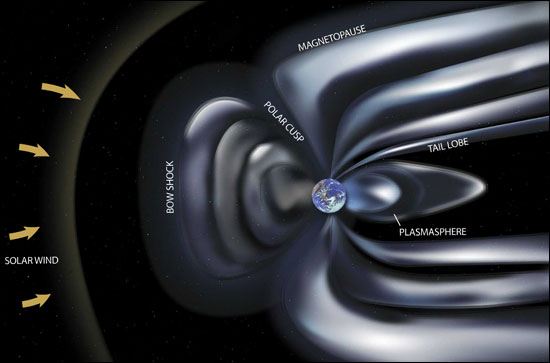 MAGNETOPAUSE
POLAR CUSP
TAIL LOBE
BOW SHOCK
PLASMASPHERE
SOLAR WIND